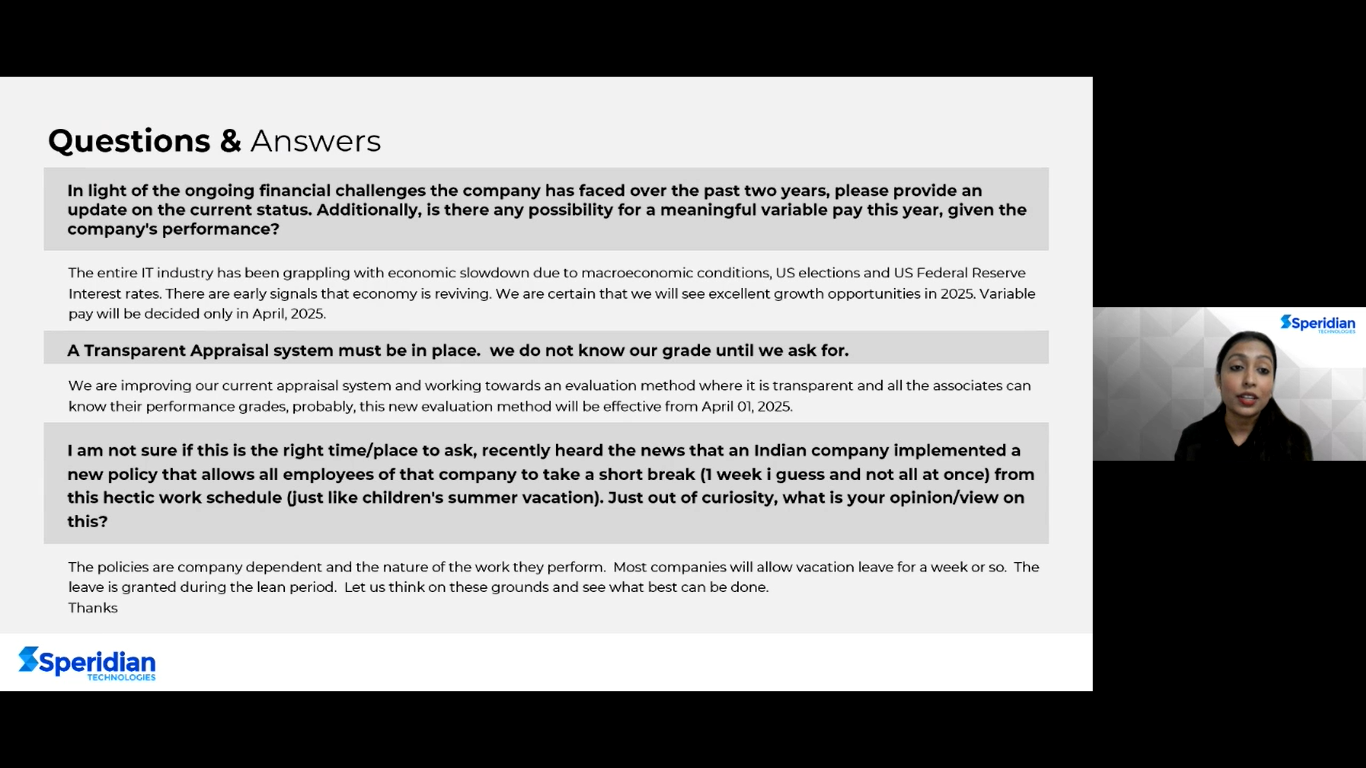 Questions & Answers
In light of the ongoing financial challenges the company has faced over the past two years, please provide an
update on the current status. Additionally, is there any possibility for a meaningful variable pay this year, given the
company's performance?
The entire IT industry has been grappling with economic slowdown due to macroeconomic conditions, US elections and US Federal Reserve
Interest rates. There are early signals that economy is reviving. We are certain that we will see excellent growth opportunities in 2025. Variable
pay will be decided only in April, 2025.
A Transparent Appraisal system must be in place.  we do not know our grade until we ask for.
We are improving our current appraisal system and working towards an evaluation method where it is transparent and all the associates can
know their performance grades, probably, this new evaluation method will be effective from April 01, 2025.
I am not sure if this is the right time/place to ask, recently heard the news that an Indian company implemented a
new policy that allows all employees of that company to take a short break (1 week i guess and not all at once) from
this hectic work schedule (just like children's summer vacation). Just out of curiosity, what is your opinion/view on
this?
The policies are company dependent and the nature of the work they perform.  Most companies will allow vacation leave for a week or so.  The
leave is granted during the lean period.  Let us think on these grounds and see what best can be done.
Thanks
Speridian
TECHNOLOGIES
Speridian
TECHNOLOGIES